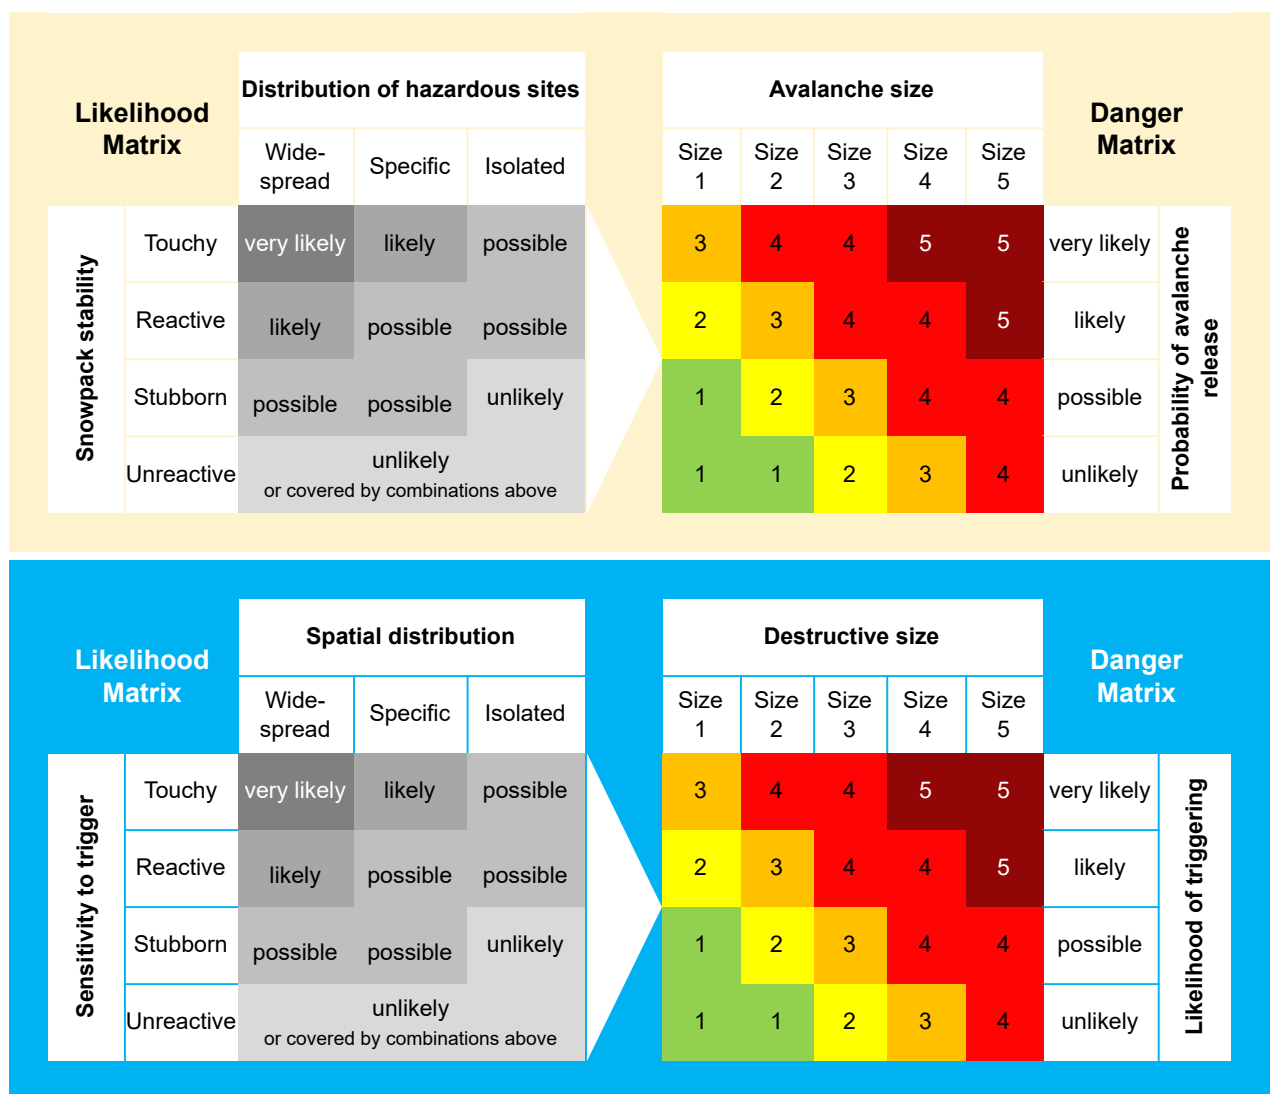 Likelihood
Matrix
Distribution of hazardous sites
Wide-
spread
Specific
Isolated
Avalanche size
Size
1
Size
2
Size
3
Size
4
Size
5
Danger
Matrix
Snowpack stability
Touchy
very likely
likely
possible
3
4
4
5
5
very likely
Reactive
likely
possible
possible
2
3
4
4
5
likely
Stubborn
possible
possible
unlikely
1
2
3
4
4
possible
Unreactive
unlikely
or covered by combinations above
1
1
2
3
4
unlikely
Probability of avalanche
release
Likelihood
Matrix
Spatial distribution
Wide-
spread
Specific
Isolated
Destructive size
Size
1
Size
2
Size
3
Size
4
Size
5
Danger
Matrix
Sensitivity to trigger
Touchy
very likely
likely
possible
3
4
4
5
5
very likely
Reactive
likely
possible
possible
2
3
4
4
5
likely
Stubborn
possible
possible
unlikely
1
2
3
4
4
possible
Unreactive
unlikely
or covered by combinations above
1
1
2
3
4
unlikely
Likelihood of triggering